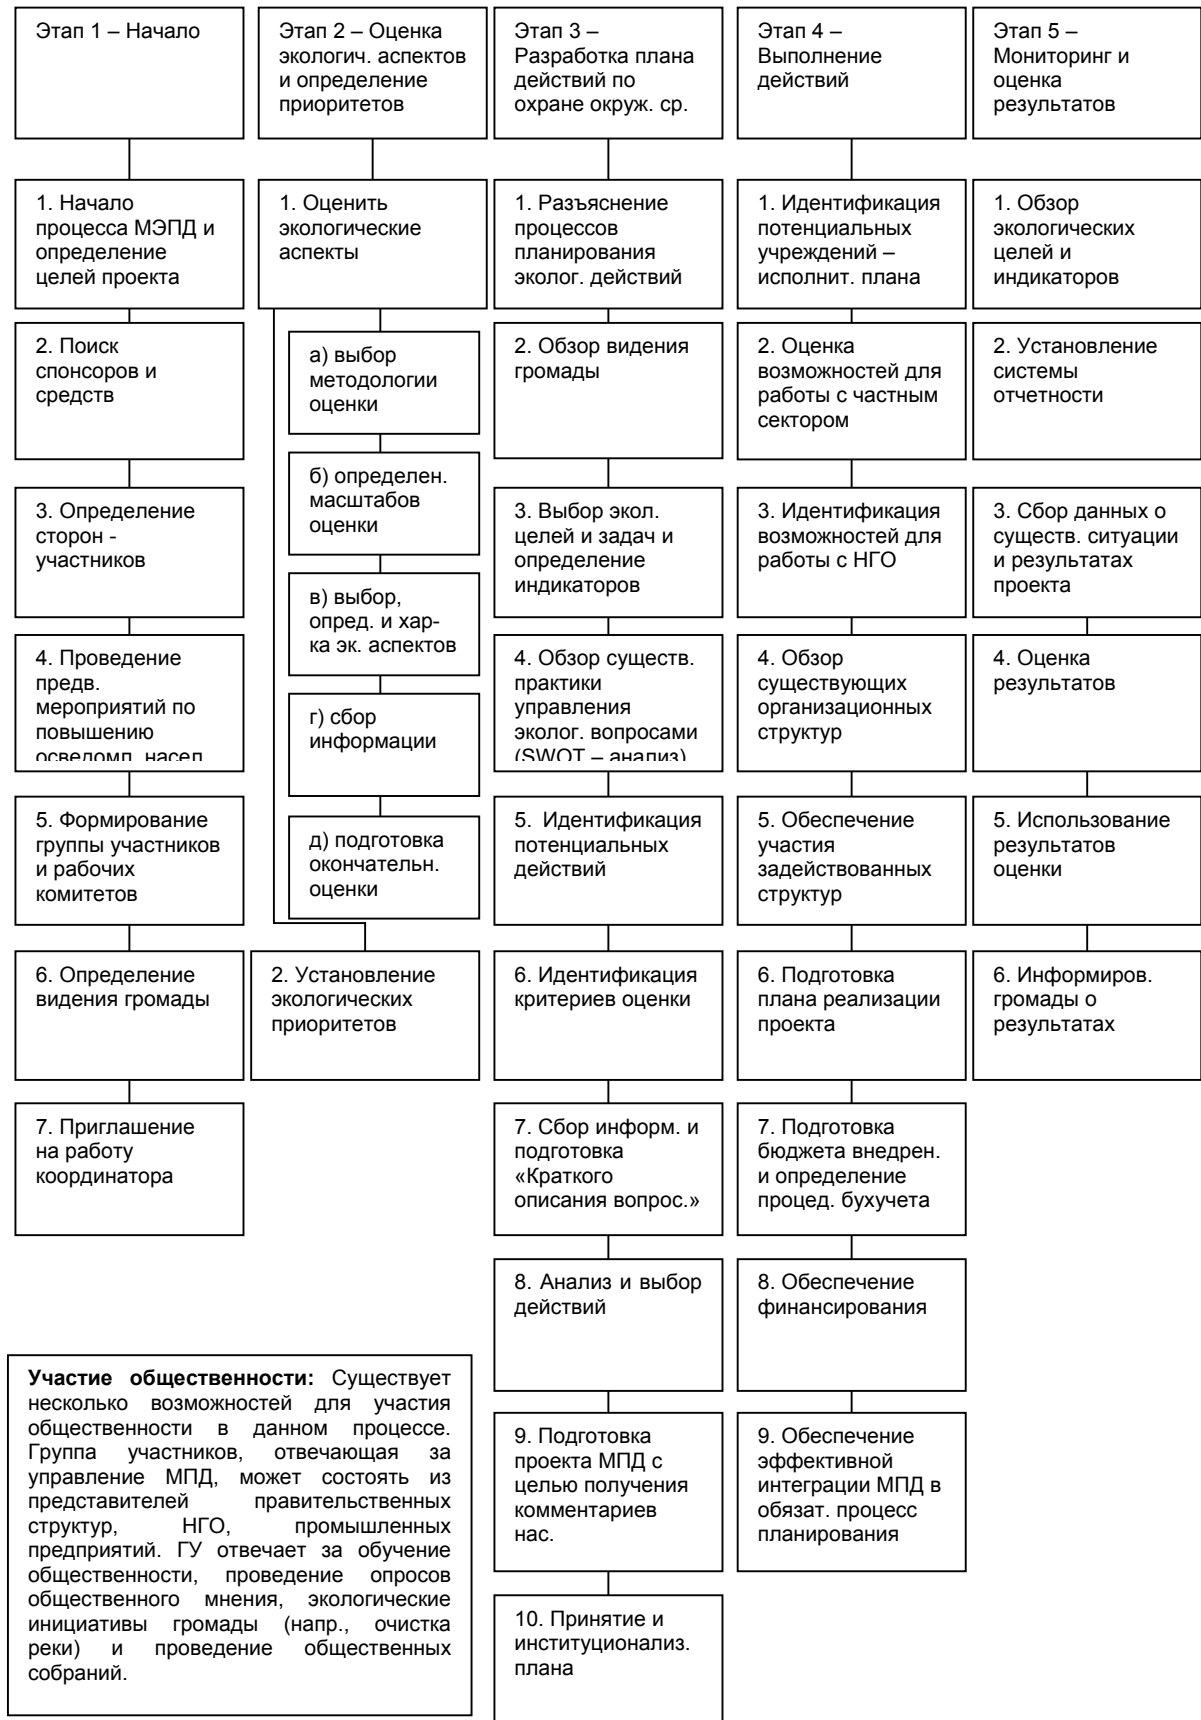 Этап 1 – Начало
Этап 2 – Оценка
экологич. аспектов
и определение
приоритетов
Этап 3 –
Разработка плана
действий по
охране окруж. ср.
Этап 4 –
Выполнение
действий
Этап 5 –
Мониторинг и
оценка
результатов
1. Начало
процесса МЭПД и
определение
целей проекта
2. Поиск
спонсоров и
средств
3. Определение
сторон -
участников
4. Проведение
предв.
мероприятий по
повышению
осведомл. насел
5. Формирование
группы участников
и рабочих
комитетов
6. Определение
видения громады
7. Приглашение
на работу
координатора
1. Оценить
экологические
аспекты
а) выбор
методологии
оценки
б) определен.
масштабов
оценки
в) выбор,
опред. и хар-
ка эк. аспектов
г) сбор
информации
д) подготовка
окончательн.
оценки
2. Установление
экологических
приоритетов
1. Разъяснение
процессов
планирования
эколог. действий
2. Обзор видения
громады
3. Выбор экол.
целей и задач и
определение
индикаторов
4. Обзор существ.
практики
управления
эколог. вопросами
(SWOT – анализ)
5. Идентификация
потенциальных
действий
6. Идентификация
критериев оценки
7. Сбор информ. и
подготовка
«Краткого
описания вопрос.»
8. Анализ и выбор
действий
9. Подготовка
проекта МПД с
целью получения
комментариев
нас.
10. Принятие и
институционализ.
плана
1. Идентификация
потенциальных
учреждений –
исполнит. плана
2. Оценка
возможностей для
работы с частным
сектором
3. Идентификация
возможностей для
работы с НГО
4. Обзор
существующих
организационных
структур
5. Обеспечение
участия
задействованных
структур
6. Подготовка
плана реализации
проекта
7. Подготовка
бюджета внедрен.
и определение
процед. бухучета
8. Обеспечение
финансирования
9. Обеспечение
эффективной
интеграции МПД в
обязат. процесс
планирования
1. Обзор
экологических
целей и
индикаторов
2. Установление
системы
отчетности
3. Сбор данных о
существ. ситуации
и результатах
проекта
4. Оценка
результатов
5. Использование
результатов
оценки
6. Информиров.
громады о
результатах
Участие общественности: Существует
несколько возможностей для участия
общественности в данном процессе.
Группа участников, отвечающая за
управление МПД, может состоять из
представителей правительственных
структур, НГО, промышленных
предприятий. ГУ отвечает за обучение
общественности, проведение опросов
общественного мнения, экологические
инициативы громады (напр., очистка
реки) и проведение общественных
собраний.